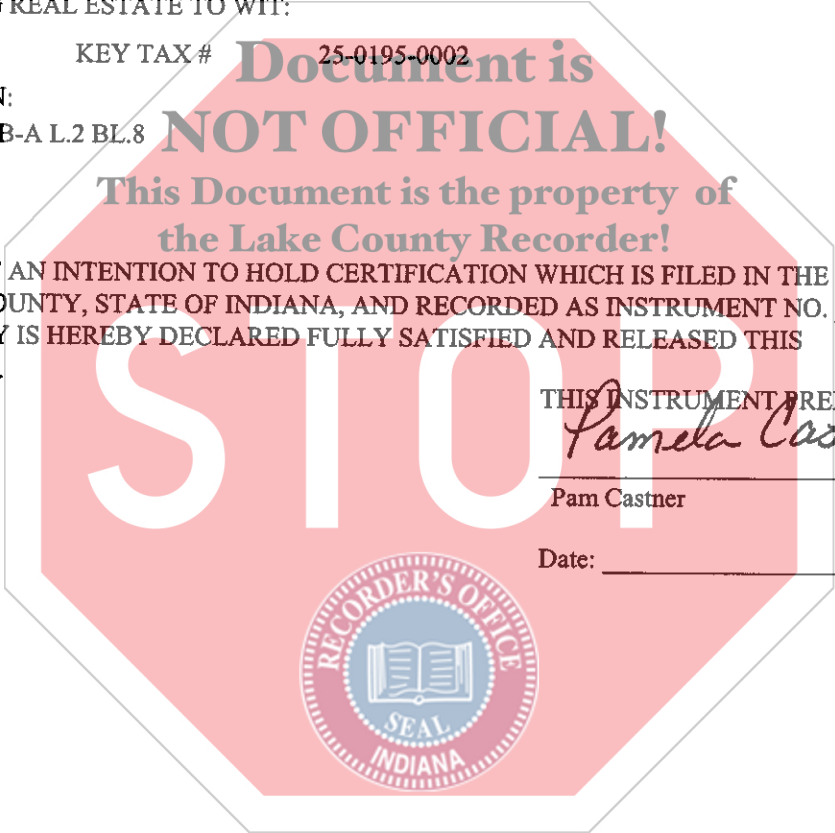 REAL ESTATE TO WIT:
KEY TAX # 25-0195-0002
Document is
N:
B-A L.2 BL.8
NOT OFFICIAL!
This Document is the property of
the Lake County Recorder!
AN INTENTION TO HOLD CERTIFICATION WHICH IS FILED IN THE
OUNTY, STATE OF INDIANA, AND RECORDED AS INSTRUMENT NO.
Y IS HEREBY DECLARED FULLY SATISFIED AND RELEASED THIS
STOP
THIS INSTRUMENT PRE
Pamela Cas
Pam Castner
Date:
RECORDER'S OFFICE
SEAL
INDIANA